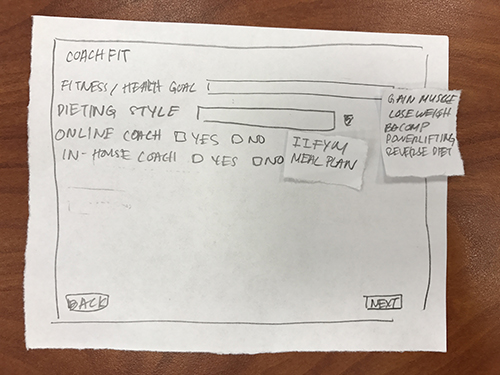 COACH FIT
FITNESS / HEALTH GOAL
DIETING STYLE
ONLINE COACH YES NO
IN-HOUSE COACH YES NO
IIFYM
MEAL PLAN
GAIN MUSCLE
LOSE WEIGH
RECOMP
POWERLIFTING
REVERSE DIET
BACK
NEXT